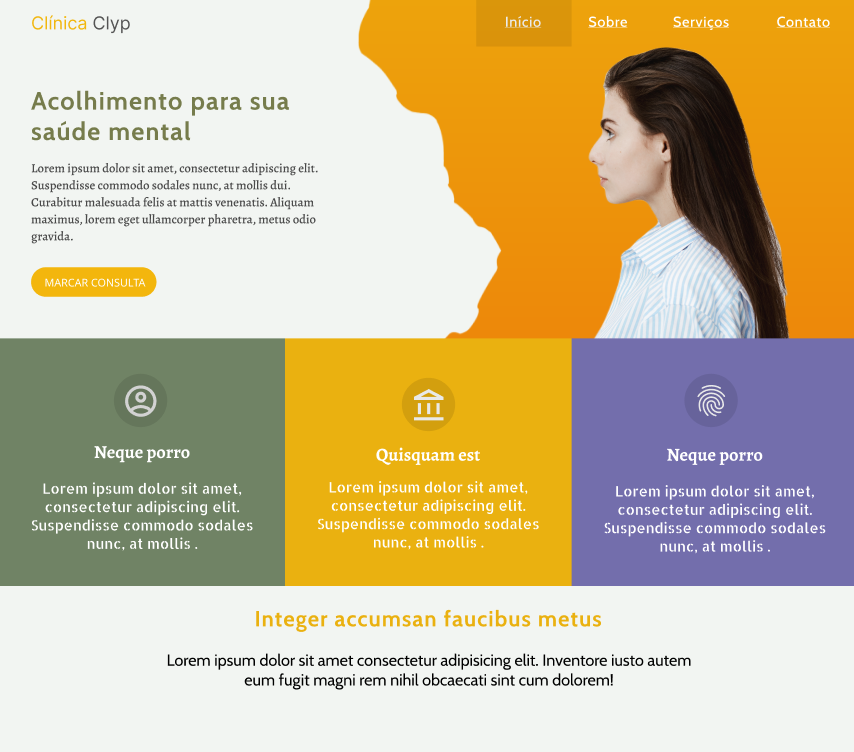 Clínica Clyp
Início
Sobre
Serviços
Contato
Acolhimento para sua
saúde mental
Lorem ipsum dolor sit amet, consectetur adipiscing elit.
Suspendisse commodo sodales nunc, at mollis dui.
Curabitur malesuada felis at mattis venenatis. Aliquam
maximus, lorem eget ullamcorper pharetra, metus odio
gravida.
MARCAR CONSULTA
Neque porro
Lorem ipsum dolor sit amet,
consectetur adipiscing elit.
Suspendisse commodo sodales
nunc, at mollis .
Quisquam est
Lorem ipsum dolor sit amet,
consectetur adipiscing elit.
Suspendisse commodo sodales
nunc, at mollis .
Neque porro
Lorem ipsum dolor sit amet,
consectetur adipiscing elit.
Suspendisse commodo sodales
nunc, at mollis .
Integer accumsan faucibus metus
Lorem ipsum dolor sit amet consectetur adipisicing elit. Inventore iusto autem
eum fugit magni rem nihil obcaecati sint cum dolorem!